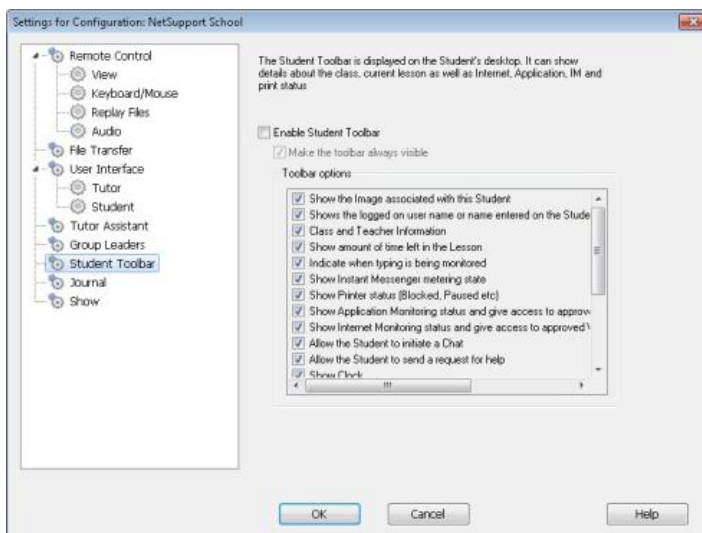 Settings for Configuration: NetSupport School
Remote Control
View
Keyboard/Mouse
Replay Files
Audio
File Transfer
User Interface
Tutor
Student
Tutor Assistant
Group Leaders
Student Toolbar
Journal
Show
The Student Toolbar is displayed on the Student's desktop. It can show
details about the class, current lesson as well as Internet, Application, IM and
print status
Enable Student Toolbar
Make the toolbar always visible
Toolbar options
Show the Image associated with this Student
Shows the logged on user name or name entered on the Stude
Class and Teacher Information
Show amount of time left in the Lesson
Indicate when typing is being monitored
Show Instant Messenger metering state
Show Printer status (Blocked, Paused etc)
Show Application Monitoring status and give access to approv
Show Internet Monitoring status and give access to approved
Allow the Student to initiate a Chat
Allow the Student to send a request for help
Show Clock
OK
Cancel
Help